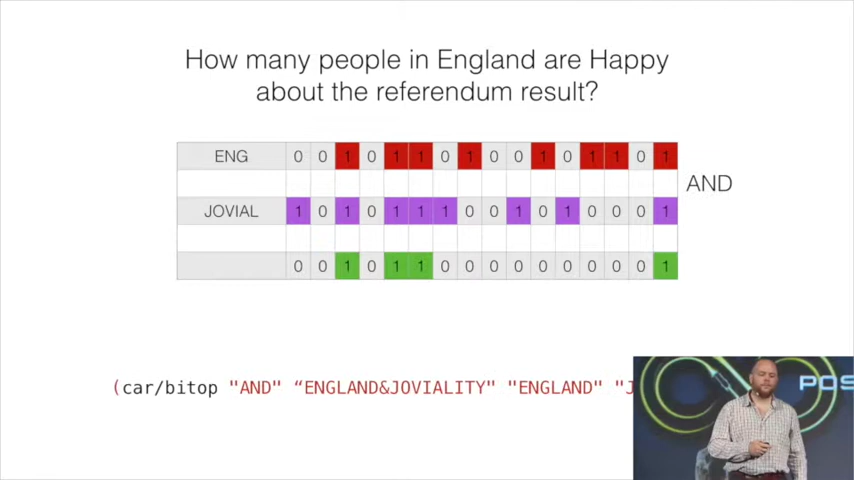 How many people in England are Happy
about the referendum result?
ENG 0 0 1 0 1 1 0 1 0 0 1 0 1 1 0 1
AND
JOVIAL 1 0 1 0 1 1 1 0 0 1 0 1 0 0 0 1
0 0 1 0 1 1 0 0 0 0 0 0 0 0 0 1
(car/bitop "AND" “ENGLAND&JOVIALITY" "ENGLAND"